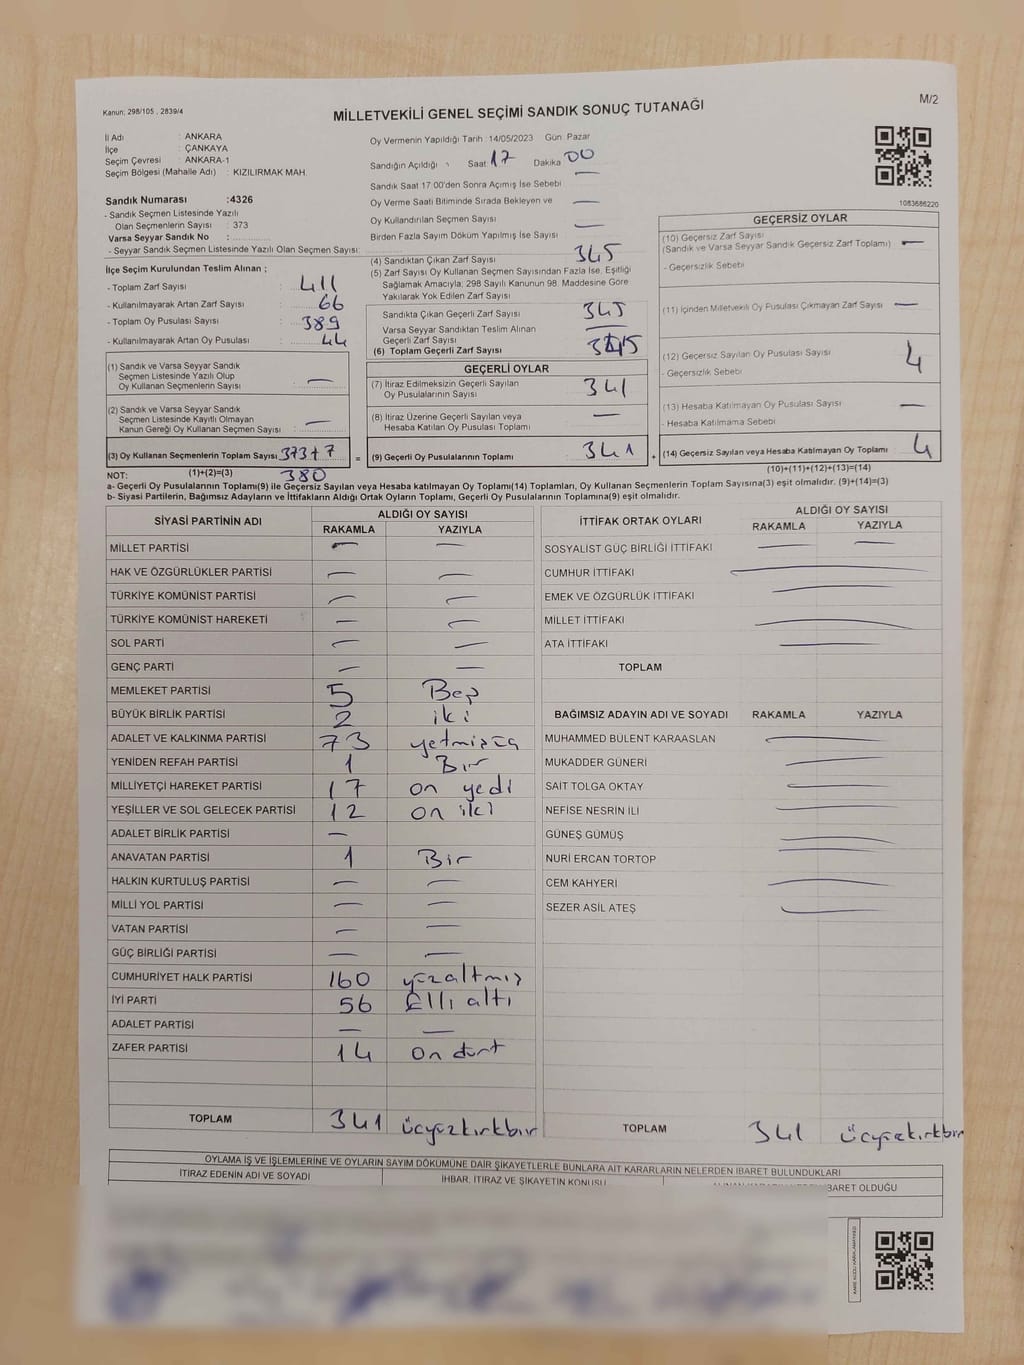 Kanun: 298/105 , 2839/4
MİLLETVEKİLİ GENEL SEÇİMİ SANDIK SONUÇ TUTANAĞI
M/2
İl Adı : ANKARA
İlçe : ÇANKAYA
Seçim Çevresi : ANKARA-1
Seçim Bölgesi (Mahalle Adı) : KIZILIRMAK MAH.
Sandık Numarası :4326
- Sandık Seçmen Listesinde Yazılı
Olan Seçmenlerin Sayısı : 373
Varsa Seyyar Sandık No :
- Seyyar Sandık Seçmen Listesinde Yazılı Olan Seçmen Sayısı:
Oy Vermenin Yapıldığı Tarih :14/05/2023 Gün Pazar
Sandığın Açıldığı : Saat 17 Dakika 00
Sandık Saat 17:00'den Sonra Açımış İse Sebebi —
Oy Verme Saati Bitiminde Sırada Bekleyen ve —
Oy Kullandırılan Seçmen Sayısı
Birden Fazla Sayım Döküm Yapılmış İse Sayısı —
1083686220
İlçe Seçim Kurulundan Teslim Alınan ;
- Toplam Zarf Sayısı : 411
- Kullanılmayarak Artan Zarf Sayısı : 66
- Toplam Oy Pusulası Sayısı : 389
- Kullanılmayarak Artan Oy Pusulası : 44
(4) Sandıktan Çıkan Zarf Sayısı 345
(5) Zarf Sayısı Oy Kullanan Seçmen Sayısından Fazla İse, Eşitliği
Sağlamak Amacıyla; 298 Sayılı Kanunun 98. Maddesine Göre
Yakılarak Yok Edilen Zarf Sayısı
Sandıkta Çıkan Geçerli Zarf Sayısı 345
Varsa Seyyar Sandıktan Teslim Alınan
Geçerli Zarf Sayısı —
(6) Toplam Geçerli Zarf Sayısı 345
GEÇERSİZ OYLAR
(10) Geçersiz Zarf Sayısı —
(Sandık ve Varsa Seyyar Sandık Geçersiz Zarf Toplamı)
- Geçersizlik Sebebi
(11) İçinden Milletvekili Oy Pusulası Çıkmayan Zarf Sayısı —
(12) Geçersiz Sayılan Oy Pusulası Sayısı 4
- Geçersizlik Sebebi
(13) Hesaba Katılmayan Oy Pusulası Sayısı —
- Hesaba Katılmama Sebebi
(14) Geçersiz Sayılan veya Hesaba Katılmayan Oy Toplamı 4
(10)+(11)+(12)+(13)=(14)
(1) Sandık ve Varsa Seyyar Sandık
Seçmen Listesinde Yazılı Olup
Oy Kullanan Seçmenlerin Sayısı : —
(2) Sandık ve Varsa Seyyar Sandık
Seçmen Listesinde Kayıtlı Olmayan
Kanun Gereği Oy Kullanan Seçmen Sayısı : —
(3) Oy Kullanan Seçmenlerin Toplam Sayısı 373+7 =
(1)+(2)=(3) 380
GEÇERLİ OYLAR
(7) İtiraz Edilmeksizin Geçerli Sayılan
Oy Pusulalarının Sayısı 341
(8) İtiraz Üzerine Geçerli Sayılan veya
Hesaba Katılan Oy Pusulası Toplamı —
(9) Geçerli Oy Pusulalarının Toplamı 341 +
NOT:
a- Geçerli Oy Pusulalarının Toplamı(9) ile Geçersiz Sayılan veya Hesaba katılmayan Oy Toplamı(14) Toplamları, Oy Kullanan Seçmenlerin Toplam Sayısına(3) eşit olmalıdır. (9)+(14)=(3)
b- Siyasi Partilerin, Bağımsız Adayların ve İttifakların Aldığı Ortak Oyların Toplamı, Geçerli Oy Pusulalarının Toplamına(9) eşit olmalıdır.
SİYASİ PARTİNİN ADI ALDIĞI OY SAYISI
RAKAMLA YAZIYLA
MİLLET PARTİSİ — —
HAK VE ÖZGÜRLÜKLER PARTİSİ — —
TÜRKİYE KOMÜNİST PARTİSİ — —
TÜRKİYE KOMÜNİST HAREKETİ — —
SOL PARTİ — —
GENÇ PARTİ — —
MEMLEKET PARTİSİ 5 Beş
BÜYÜK BİRLİK PARTİSİ 2 iki
ADALET VE KALKINMA PARTİSİ 73 yetmişüç
YENİDEN REFAH PARTİSİ 1 Bir
MİLLİYETÇİ HAREKET PARTİSİ 17 on yedi
YEŞİLLER VE SOL GELECEK PARTİSİ 12 on iki
ADALET BİRLİK PARTİSİ —
ANAVATAN PARTİSİ 1 Bir
HALKIN KURTULUŞ PARTİSİ — —
MİLLİ YOL PARTİSİ — —
VATAN PARTİSİ — —
GÜÇ BİRLİĞİ PARTİSİ — —
CUMHURİYET HALK PARTİSİ 160 yüzaltmış
İYİ PARTİ 56 Elli altı
ADALET PARTİSİ — —
ZAFER PARTİSİ 14 on dört
TOPLAM 341 üçyüzkırkbir
İTTİFAK ORTAK OYLARI ALDIĞI OY SAYISI
RAKAMLA YAZIYLA
SOSYALİST GÜÇ BİRLİĞİ İTTİFAKI — —
CUMHUR İTTİFAKI —
EMEK VE ÖZGÜRLÜK İTTİFAKI —
MİLLET İTTİFAKI —
ATA İTTİFAKI —
TOPLAM
BAĞIMSIZ ADAYIN ADI VE SOYADI RAKAMLA YAZIYLA
MUHAMMED BÜLENT KARAASLAN —
MUKADDER GÜNERİ —
SAİT TOLGA OKTAY —
NEFİSE NESRİN İLİ —
GÜNEŞ GÜMÜŞ —
NURİ ERCAN TORTOP —
CEM KAHYERİ —
SEZER ASİL ATEŞ —
TOPLAM 341 üçyüzkırkbir
OYLAMA İŞ VE İŞLEMLERİNE VE OYLARIN SAYIM DÖKÜMÜNE DAİR ŞİKAYETLERLE BUNLARA AİT KARARLARIN NELERDEN İBARET BULUNDUKLARI
İTİRAZ EDENİN ADI VE SOYADI İHBAR, İTİRAZ VE ŞİKAYETİN KONUSU İBARET OLDUĞU
KARE KODU KARALAMAYINIZ